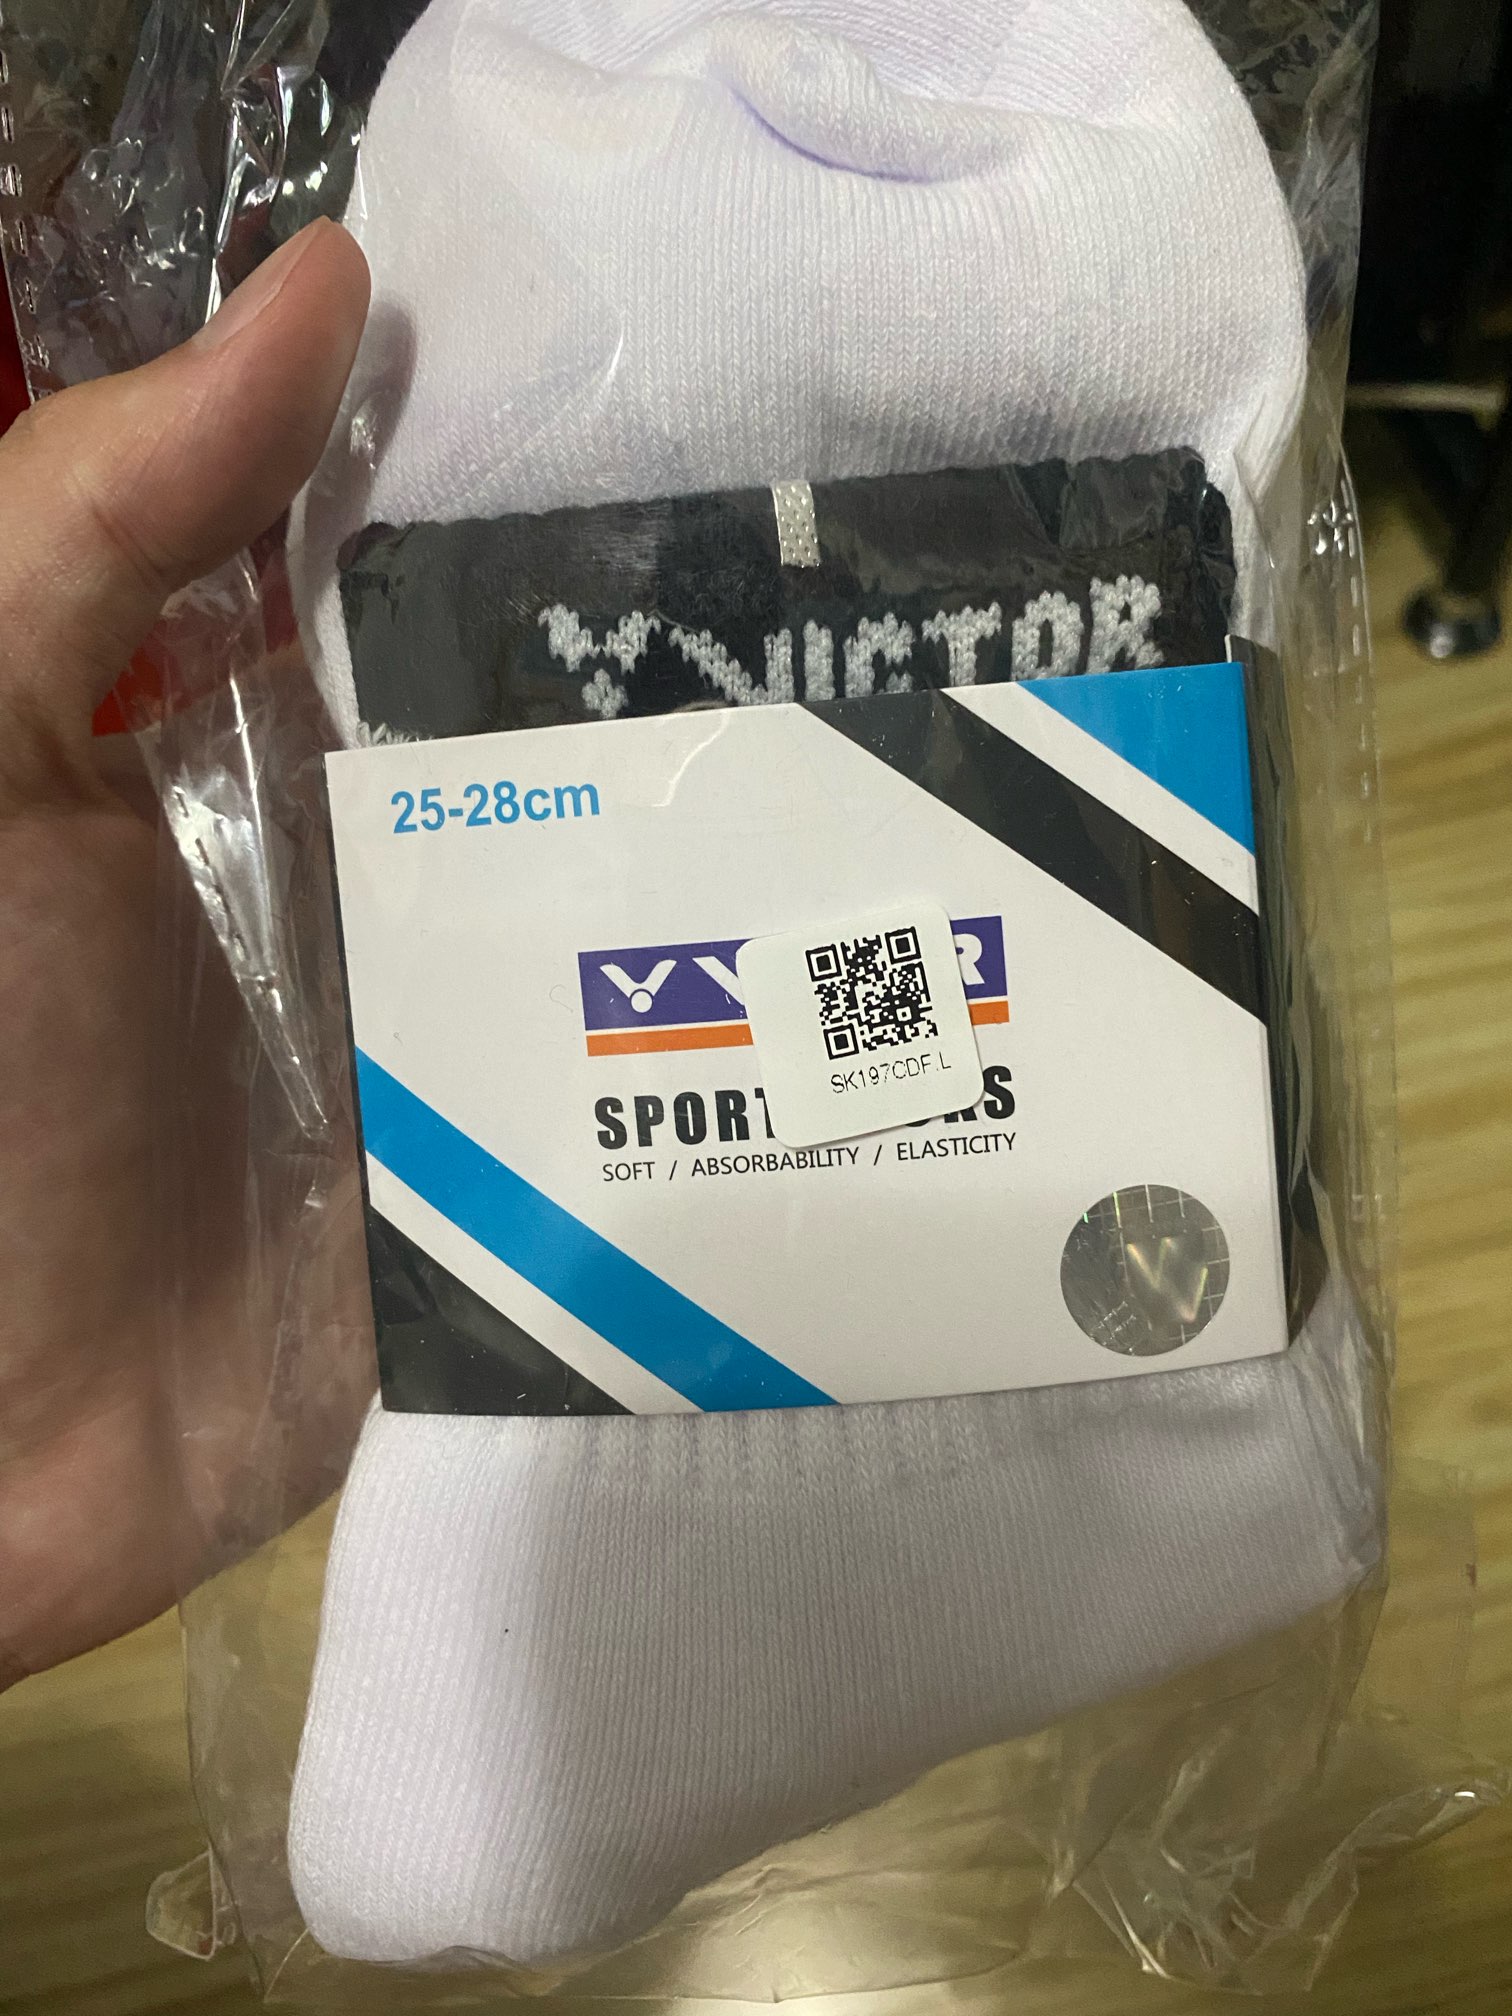 VICTOR
25-28cm
SK197CDF.L
SOFT / ABSORBABILITY / ELASTICITY